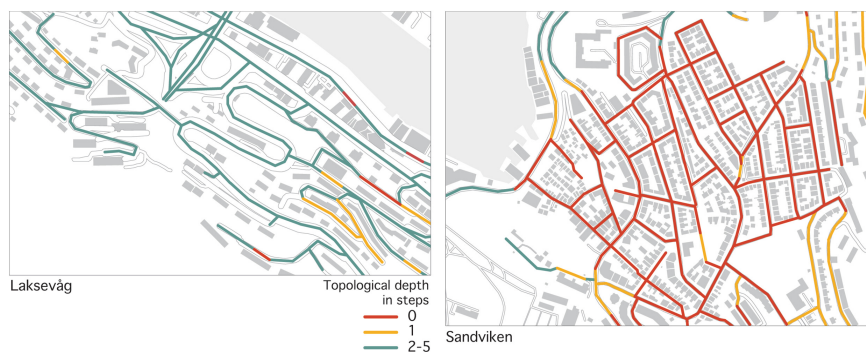 Laksevåg
Topological depth
in steps
0
1
2-5
Sandviken